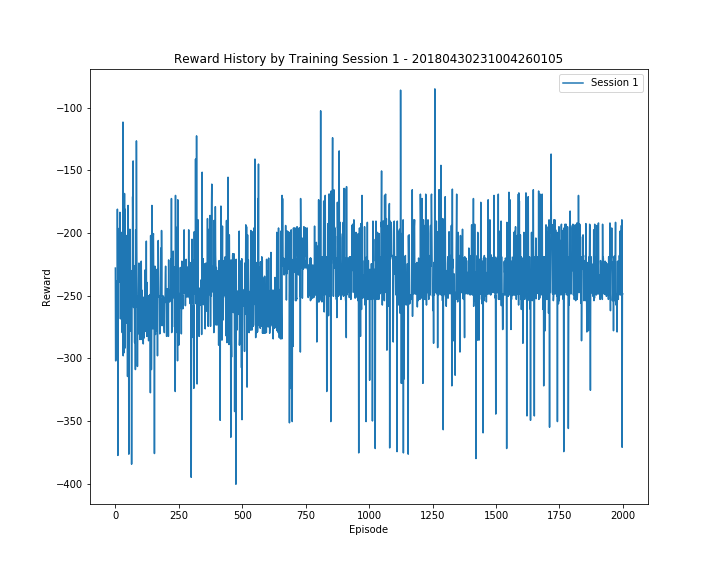 Reward History by Training Session 1 - 20180430231004260105
Session 1
Reward
−100
−150
−200
−250
−300
−350
−400
0 250 500 750 1000 1250 1500 1750 2000
Episode